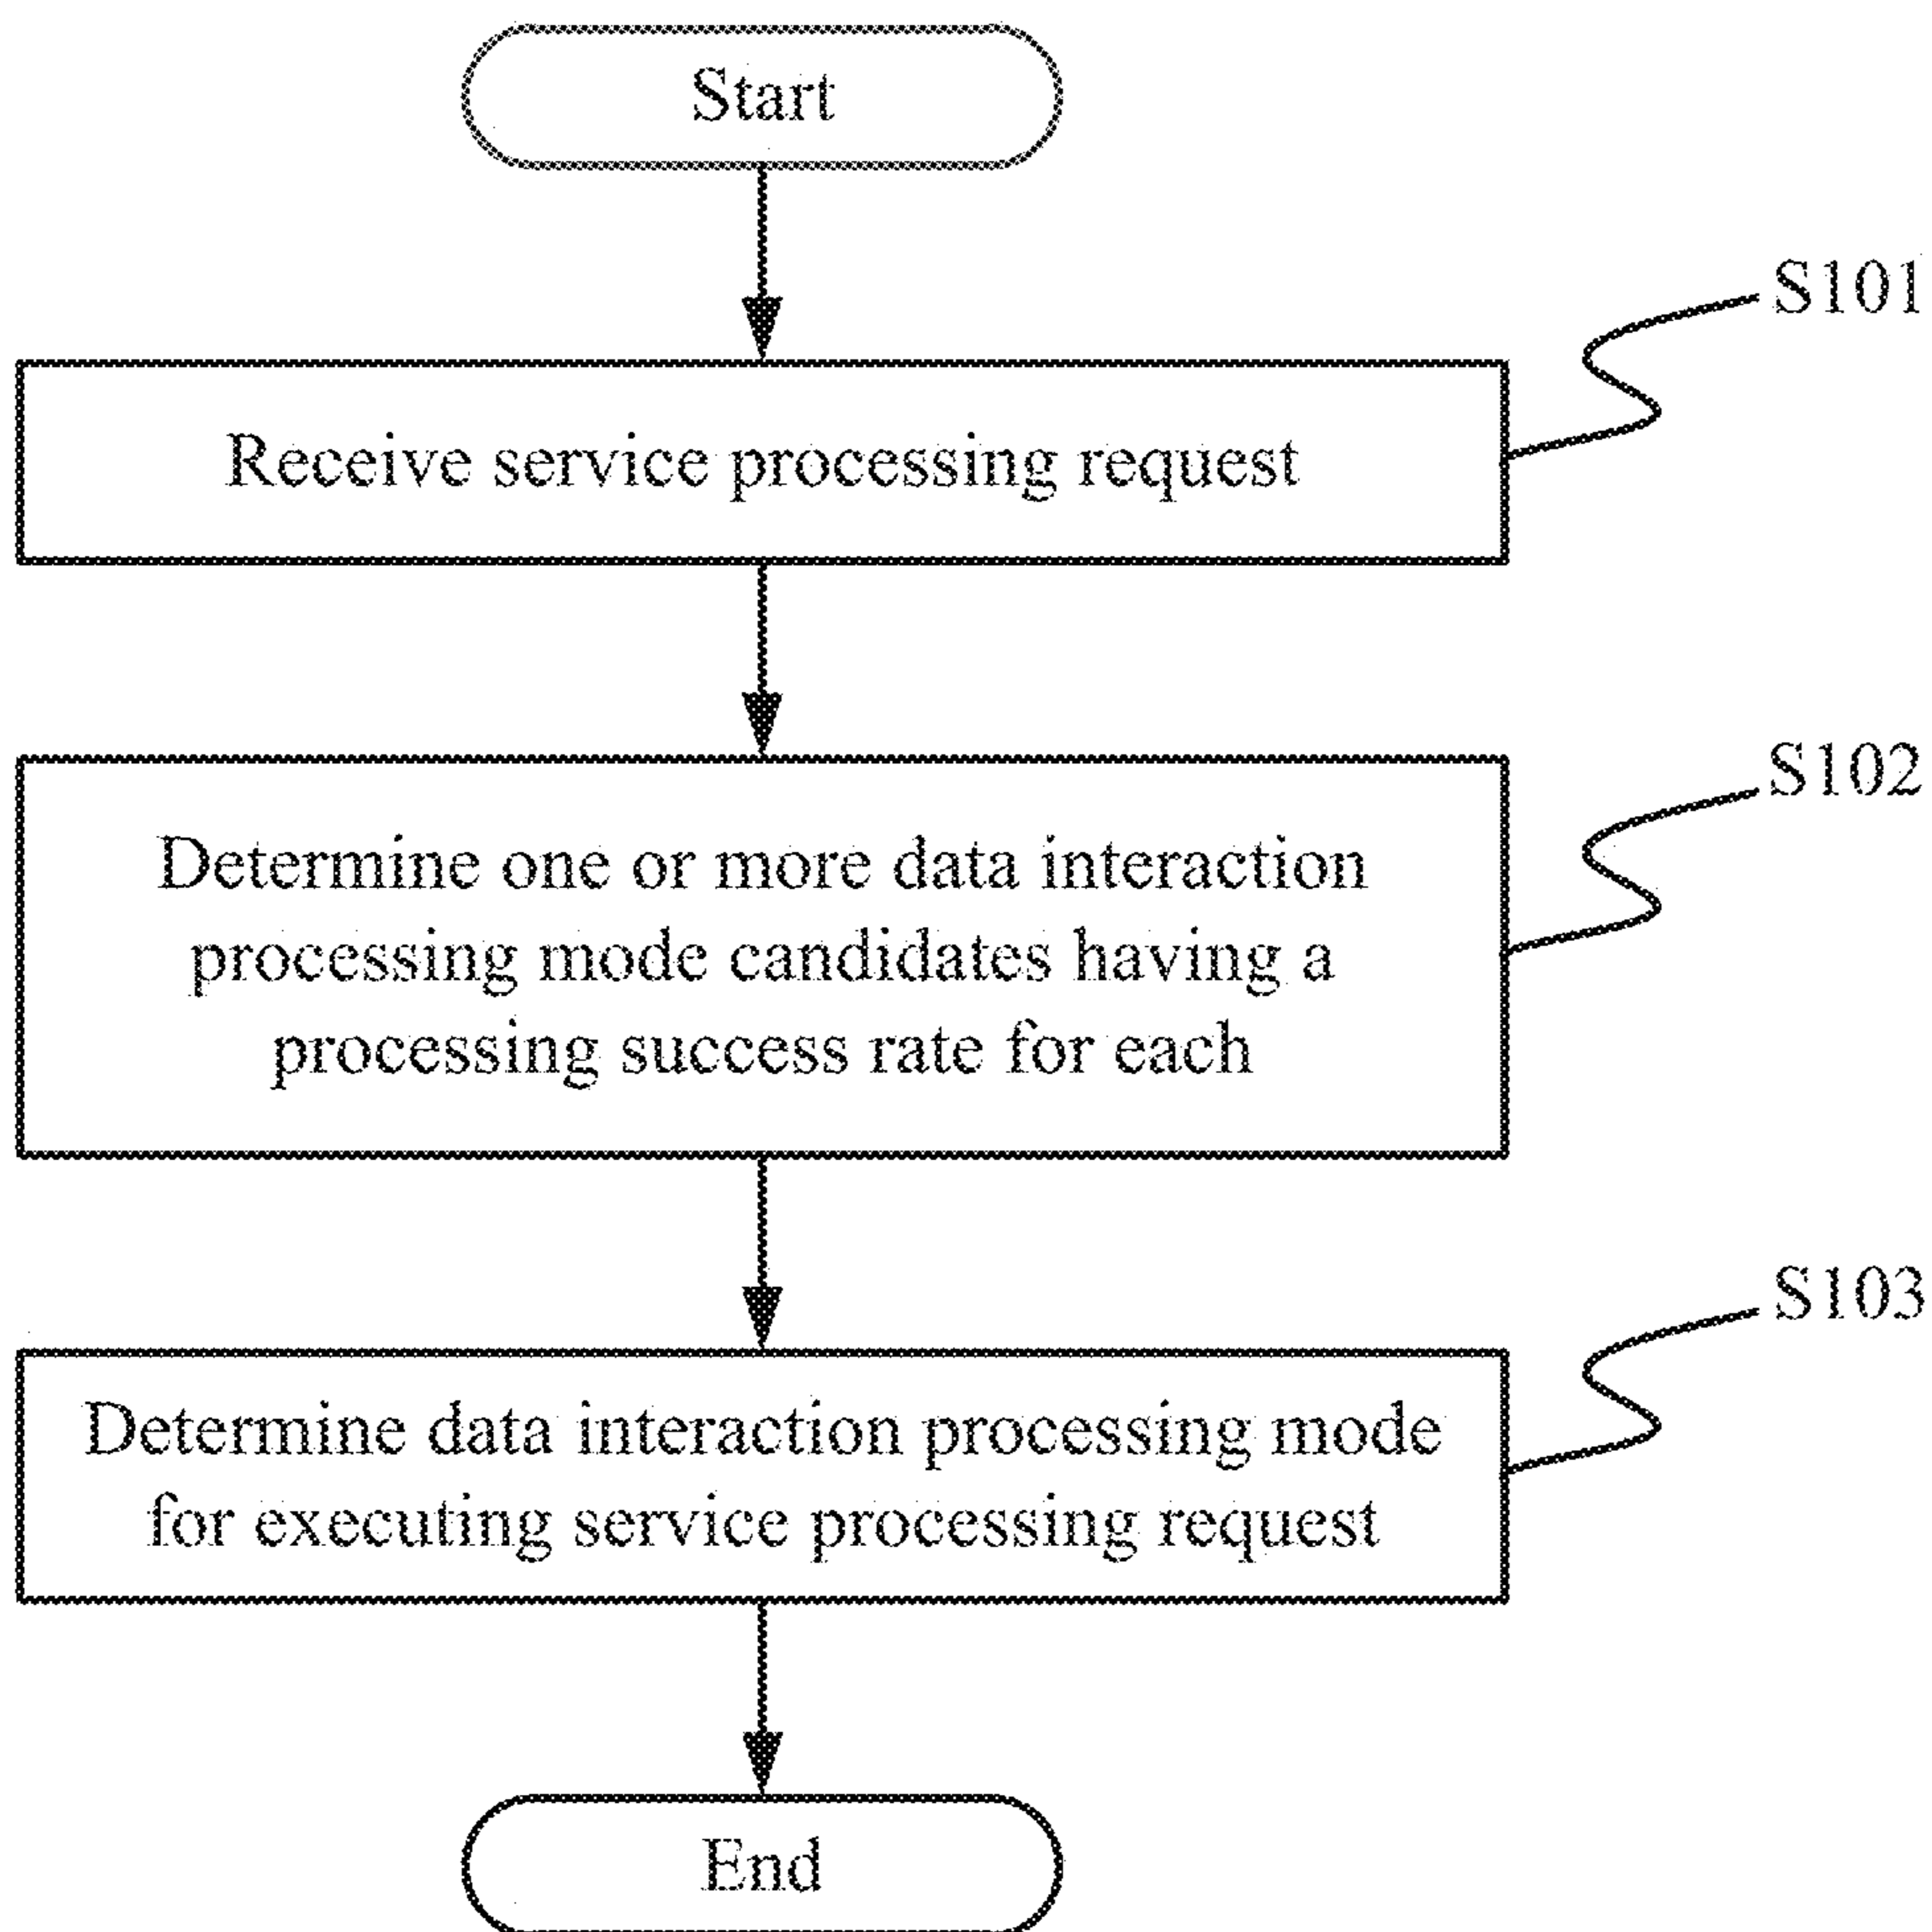 Start
S101
Receive service processing request
S102
Determine one or more data interaction
processing mode candidates having a
processing success rate for each
S103
Determine data interaction processing mode
for executing service processing request
End